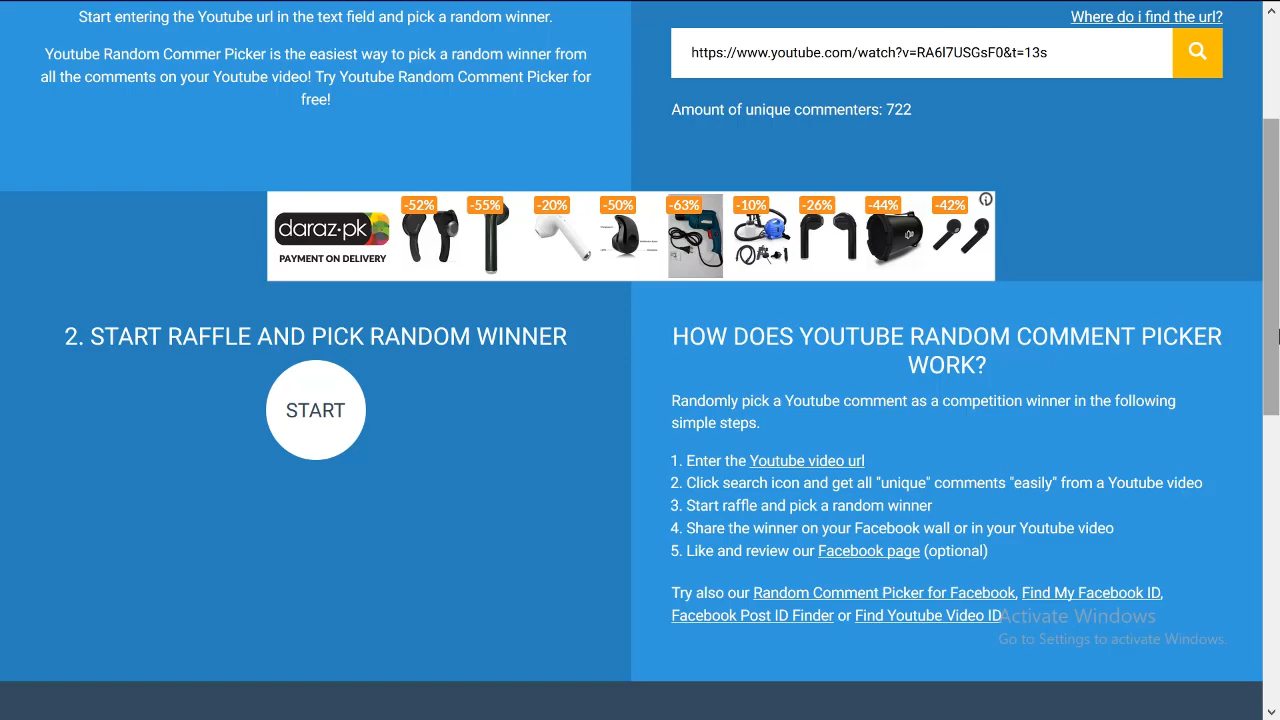 Start entering the Youtube url in the text field and pick a random winner.
Youtube Random Commer Picker is the easiest way to pick a random winner from
all the comments on your Youtube video! Try Youtube Random Comment Picker for
free!
Where do i find the url?
https://www.youtube.com/watch?v=RA6I7USGsF0&t=13s
Amount of unique commenters: 722
daraz.pk
PAYMENT ON DELIVERY
-52%
-55%
-20%
-50%
-63%
-10%
-26%
-44%
-42%
2. START RAFFLE AND PICK RANDOM WINNER
START
HOW DOES YOUTUBE RANDOM COMMENT PICKER
WORK?
Randomly pick a Youtube comment as a competition winner in the following
simple steps.
1. Enter the Youtube video url
2. Click search icon and get all "unique" comments "easily" from a Youtube video
3. Start raffle and pick a random winner
4. Share the winner on your Facebook wall or in your Youtube video
5. Like and review our Facebook page (optional)
Try also our Random Comment Picker for Facebook, Find My Facebook ID,
Facebook Post ID Finder or Find Youtube Video ID
Activate Windows
Go to Settings to activate Windows.